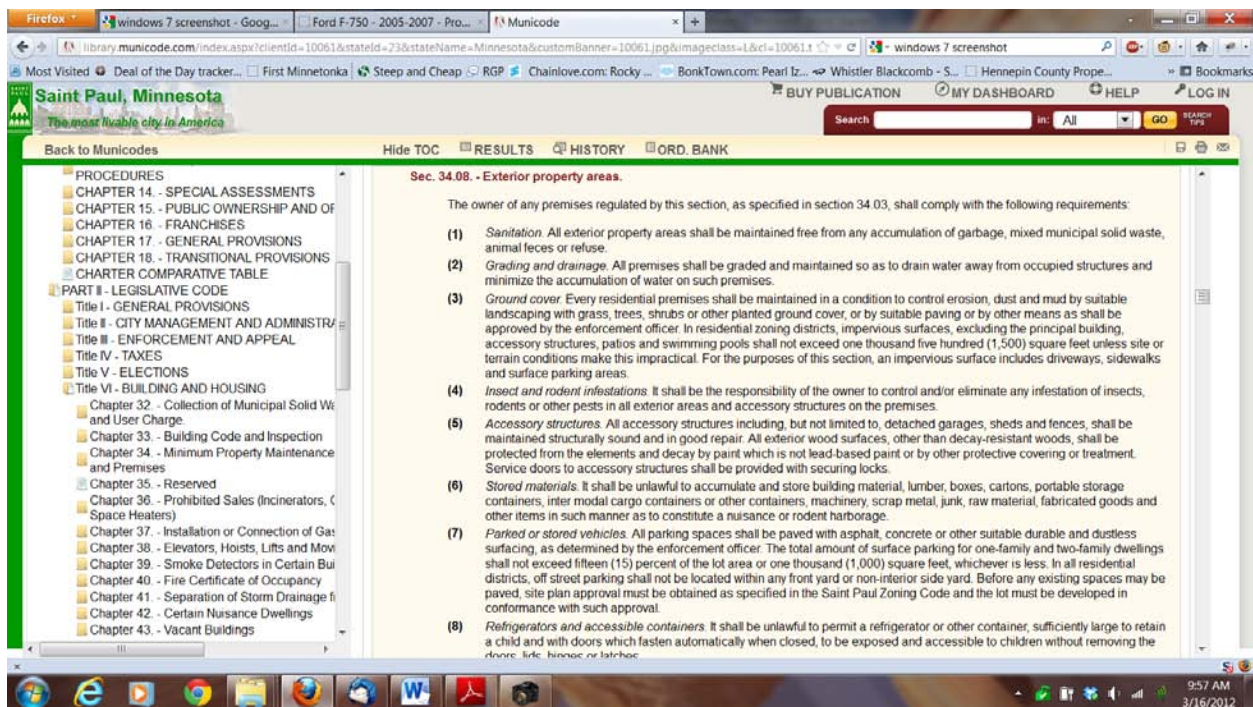 Firefox
windows 7 screenshot - Goog...
Ford F-750 - 2005-2007 - Pro...
Municode
library.municode.com/index.aspx?clientId=10061&stateId=23&stateName=Minnesota&customBanner=10061.jpg&imageclass=L&cl=10061.t
windows 7 screenshot
Most Visited
Deal of the Day tracker...
First Minnetonka
Steep and Cheap
RGP
Chainlove.com: Rocky ...
BonkTown.com: Pearl Iz...
Whistler Blackcomb - S...
Hennepin County Prope...
Bookmarks
Saint Paul, Minnesota
The most livable city in America
BUY PUBLICATION
MY DASHBOARD
HELP
LOG IN
Search
in:
All
GO
SEARCH TIPS
Back to Municodes
Hide TOC
RESULTS
HISTORY
ORD. BANK
PROCEDURES
CHAPTER 14. - SPECIAL ASSESSMENTS
CHAPTER 15. - PUBLIC OWNERSHIP AND OF
CHAPTER 16. - FRANCHISES
CHAPTER 17. - GENERAL PROVISIONS
CHAPTER 18. - TRANSITIONAL PROVISIONS
CHARTER COMPARATIVE TABLE
PART II - LEGISLATIVE CODE
Title I - GENERAL PROVISIONS
Title II - CITY MANAGEMENT AND ADMINISTRA
Title III - ENFORCEMENT AND APPEAL
Title IV - TAXES
Title V - ELECTIONS
Title VI - BUILDING AND HOUSING
Chapter 32. - Collection of Municipal Solid Wa
and User Charge.
Chapter 33. - Building Code and Inspection
Chapter 34. - Minimum Property Maintenance
and Premises
Chapter 35. - Reserved
Chapter 36. - Prohibited Sales (Incinerators, G
Space Heaters)
Chapter 37. - Installation or Connection of Gas
Chapter 38. - Elevators, Hoists, Lifts and Movi
Chapter 39. - Smoke Detectors in Certain Bui
Chapter 40. - Fire Certificate of Occupancy
Chapter 41. - Separation of Storm Drainage f
Chapter 42. - Certain Nuisance Dwellings
Chapter 43. - Vacant Buildings
Sec. 34.08. - Exterior property areas.
The owner of any premises regulated by this section, as specified in section 34.03, shall comply with the following requirements:
(1) Sanitation. All exterior property areas shall be maintained free from any accumulation of garbage, mixed municipal solid waste,
animal feces or refuse.
(2) Grading and drainage. All premises shall be graded and maintained so as to drain water away from occupied structures and
minimize the accumulation of water on such premises.
(3) Ground cover. Every residential premises shall be maintained in a condition to control erosion, dust and mud by suitable
landscaping with grass, trees, shrubs or other planted ground cover, or by suitable paving or by other means as shall be
approved by the enforcement officer. In residential zoning districts, impervious surfaces, excluding the principal building,
accessory structures, patios and swimming pools shall not exceed one thousand five hundred (1,500) square feet unless site or
terrain conditions make this impractical. For the purposes of this section, an impervious surface includes driveways, sidewalks
and surface parking areas.
(4) Insect and rodent infestations. It shall be the responsibility of the owner to control and/or eliminate any infestation of insects,
rodents or other pests in all exterior areas and accessory structures on the premises.
(5) Accessory structures. All accessory structures including, but not limited to, detached garages, sheds and fences, shall be
maintained structurally sound and in good repair. All exterior wood surfaces, other than decay-resistant woods, shall be
protected from the elements and decay by paint which is not lead-based paint or by other protective covering or treatment.
Service doors to accessory structures shall be provided with securing locks.
(6) Stored materials. It shall be unlawful to accumulate and store building material, lumber, boxes, cartons, portable storage
containers, inter modal cargo containers or other containers, machinery, scrap metal, junk, raw material, fabricated goods and
other items in such manner as to constitute a nuisance or rodent harborage.
(7) Parked or stored vehicles. All parking spaces shall be paved with asphalt, concrete or other suitable durable and dustless
surfacing, as determined by the enforcement officer. The total amount of surface parking for one-family and two-family dwellings
shall not exceed fifteen (15) percent of the lot area or one thousand (1,000) square feet, whichever is less. In all residential
districts, off street parking shall not be located within any front yard or non-interior side yard. Before any existing spaces may be
paved, site plan approval must be obtained as specified in the Saint Paul Zoning Code and the lot must be developed in
conformance with such approval.
(8) Refrigerators and accessible containers. It shall be unlawful to permit a refrigerator or other container, sufficiently large to retain
a child and with doors which fasten automatically when closed, to be exposed and accessible to children without removing the
doors, lids, hinges or latches.
9:57 AM
3/16/2012